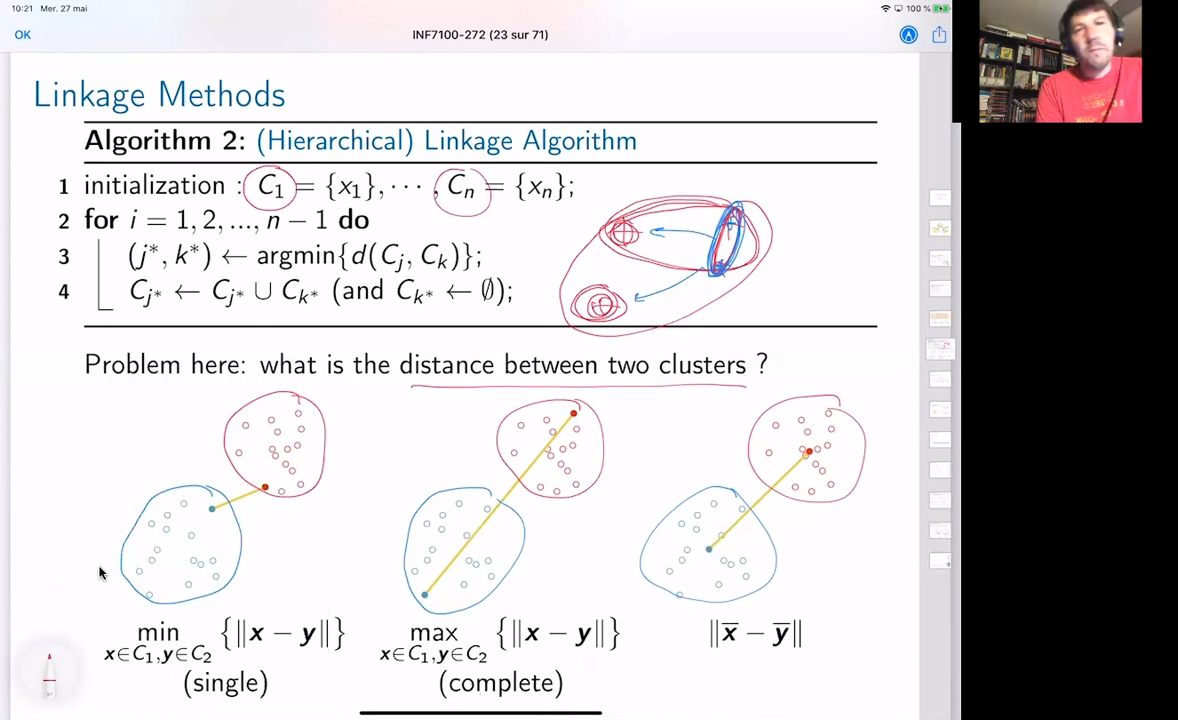 10:21 Mer. 27 mai
100 %
OK
INF7100-272 (23 sur 71)
Linkage Methods
Algorithm 2: (Hierarchical) Linkage Algorithm
1 initialization : C₁ = {x₁}, ··· , Cₙ = {xₙ};
2 for i = 1, 2, ..., n − 1 do
3 (j*, k*) ← argmin{d(Cⱼ, Cₖ)};
4 Cⱼ* ← Cⱼ* ∪ Cₖ* (and Cₖ* ← ∅);
Problem here: what is the distance between two clusters ?
min {‖x − y‖}
x∈C₁,y∈C₂
(single)
max {‖x − y‖}
x∈C₁,y∈C₂
(complete)
‖x̄ − ȳ‖